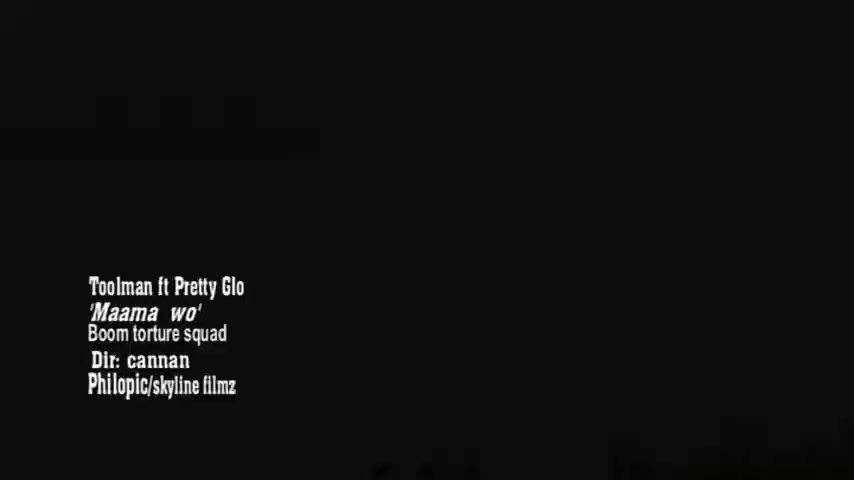 Toolman ft Pretty Glo
'Maama wo'
Boom torture squad
Dir: cannan
Philopic/skyline filmz